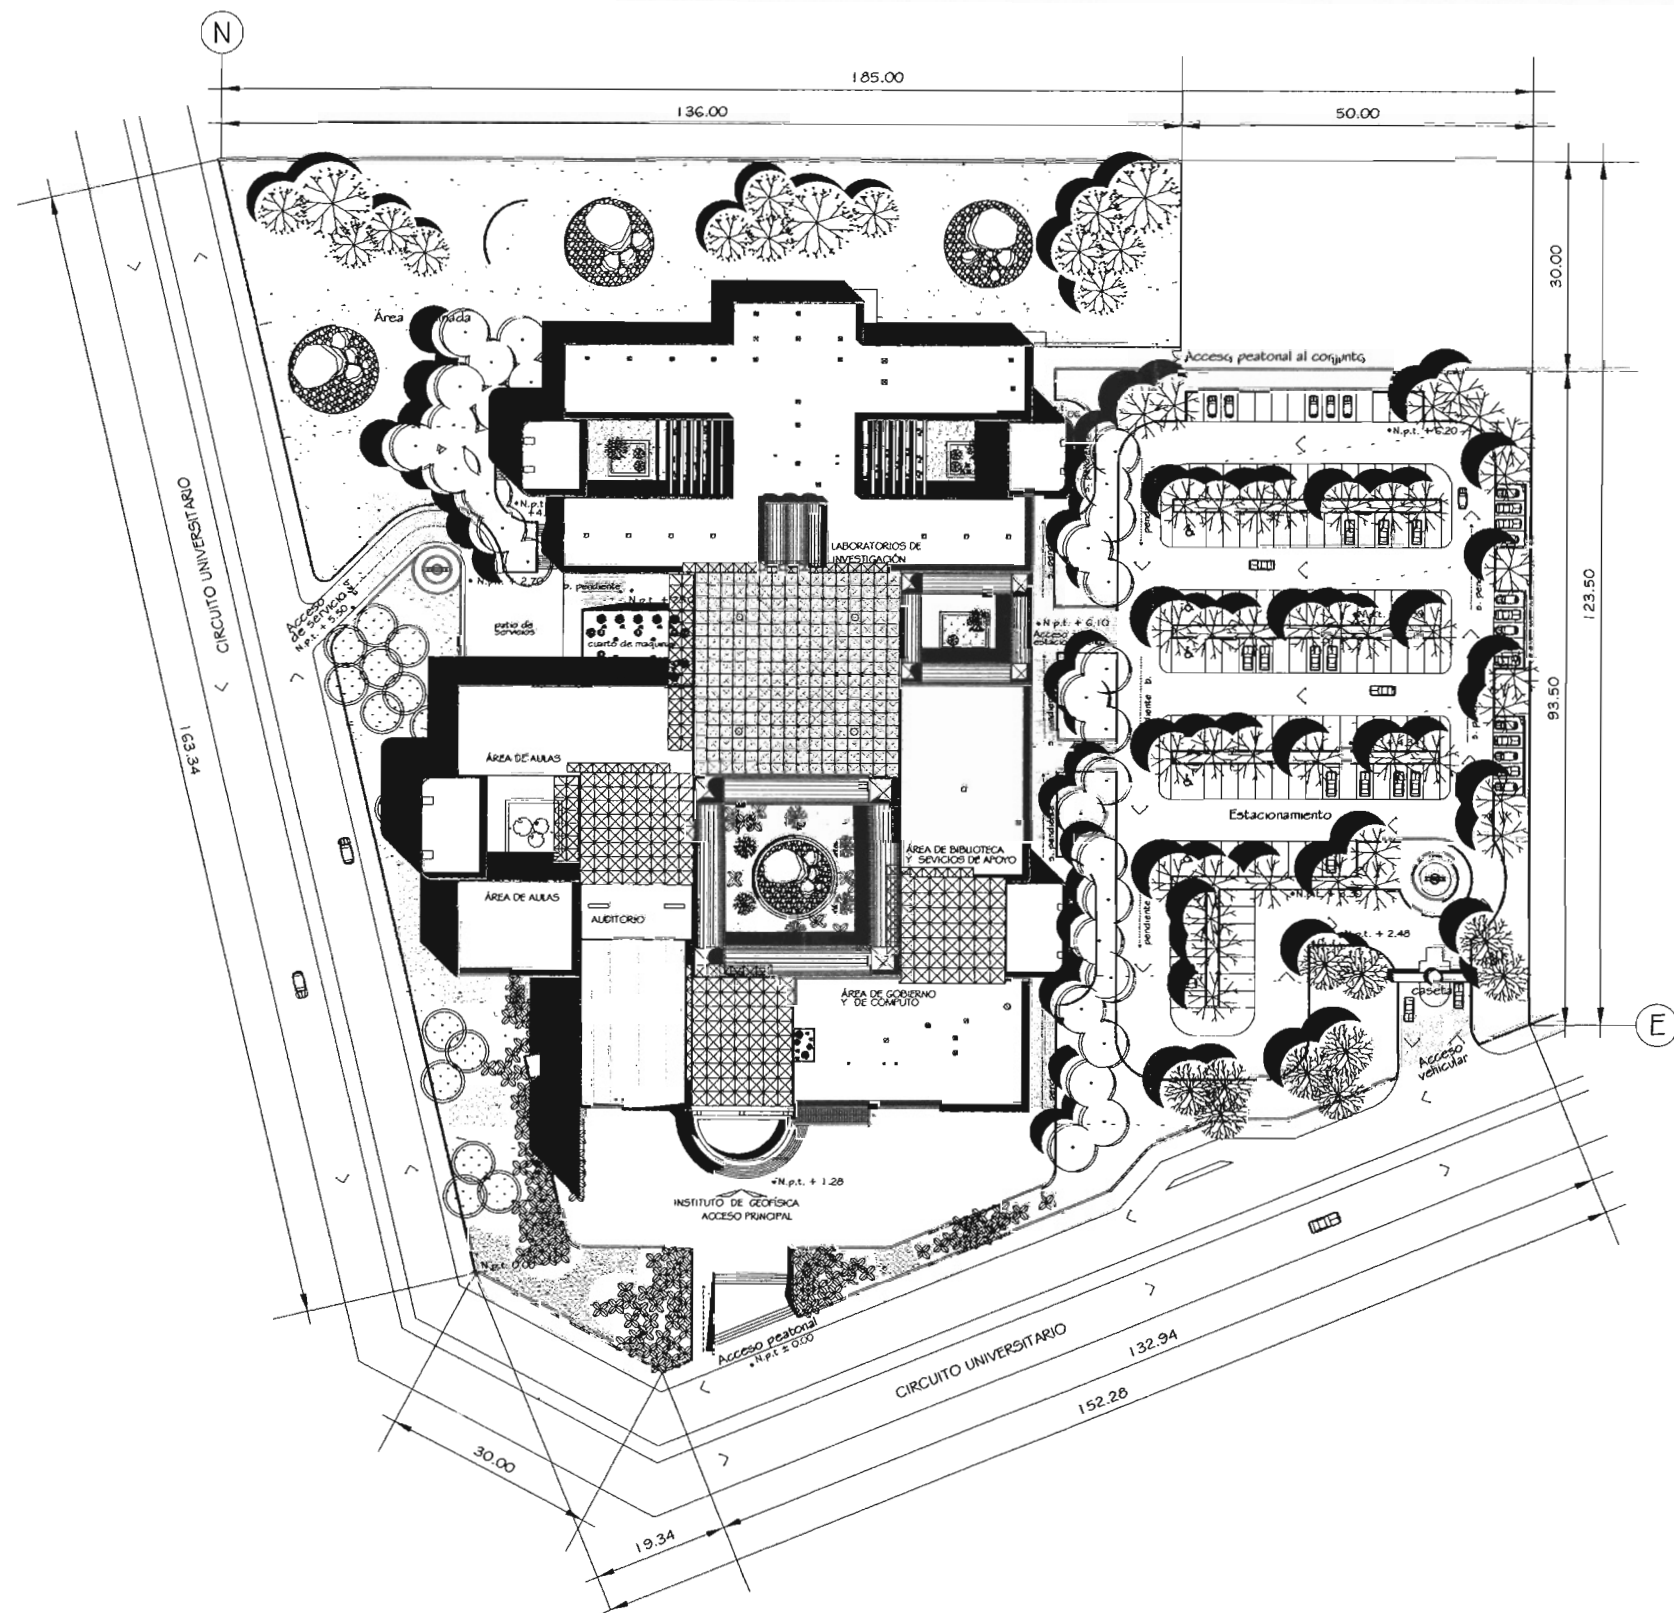 N
185.00
136.00
50.00
30.00
123.50
93.50
E
163.34
CIRCUITO UNIVERSITARIO
Área
Acceso peatonal al conjunto
N.p.t. + 6.20
N.p.t.
LABORATORIOS DE
INVESTIGACIÓN
N.p.t. + 2.70
pendiente
Acceso
de servicio
N.p.t. + 5.50
patio de
servicios
cuarto de maquinas
N.p.t. + 6.10
Acceso
ÁREA DE AULAS
Estacionamiento
ÁREA DE BIBLIOTECA
Y SEVICIOS DE APOYO
ÁREA DE AULAS
AUDITORIO
pendiente
N.p.t. + 2.48
caseta
ÁREA DE GOBIERNO
Y DE COMPUTO
Acceso
vehicular
N.p.t. + 1.28
INSTITUTO DE GEOFÍSICA
ACCESO PRINCIPAL
N.p.t. 0.00
Acceso peatonal
N.p.t ± 0.00
CIRCUITO UNIVERSITARIO
132.94
152.28
30.00
19.34